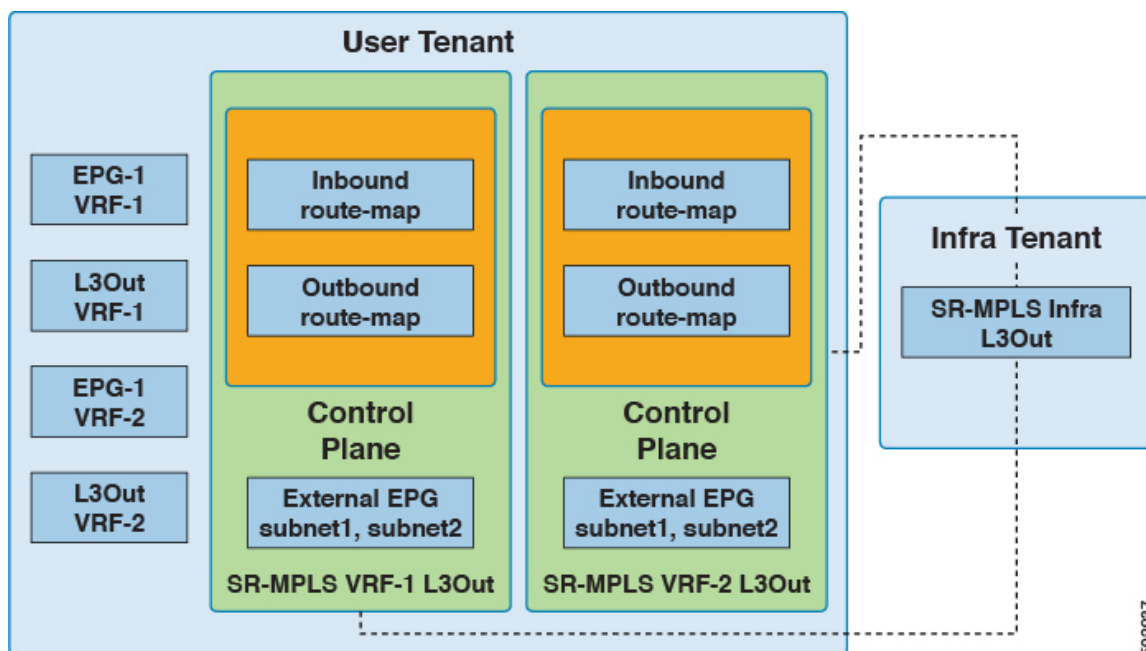 User Tenant
EPG-1
VRF-1
L3Out
VRF-1
EPG-1
VRF-2
L3Out
VRF-2
Inbound
route-map
Outbound
route-map
Control
Plane
External EPG
subnet1, subnet2
SR-MPLS VRF-1 L3Out
Inbound
route-map
Outbound
route-map
Control
Plane
External EPG
subnet1, subnet2
SR-MPLS VRF-2 L3Out
Infra Tenant
SR-MPLS Infra
L3Out